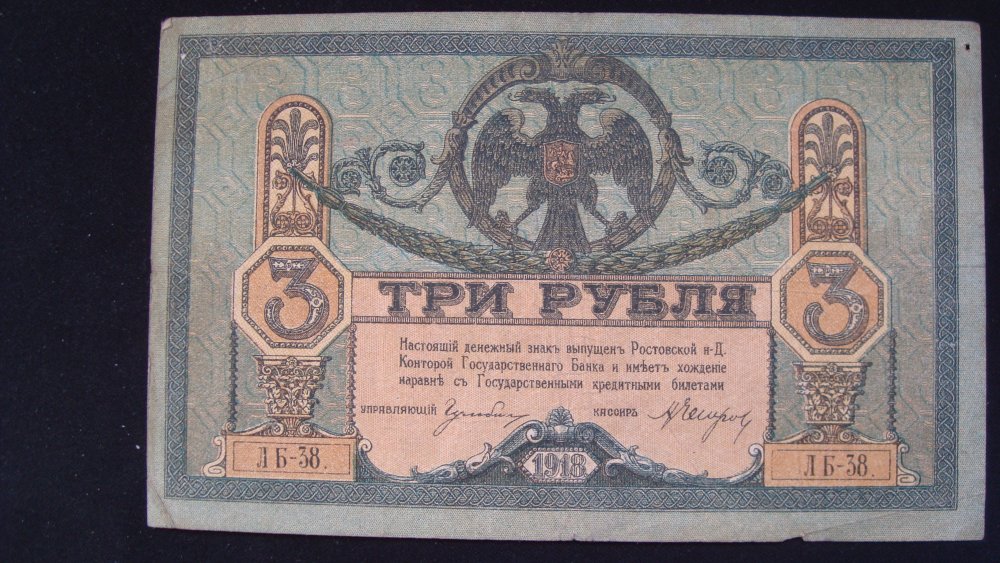 3
3
ТРИ РУБЛЯ
Настоящій денежный знакъ выпущенъ Ростовской н-Д.
Конторой Государственнаго Банка и имѣетъ хожденіе
наравнѣ съ Государственными кредитными билетами
УПРАВЛЯЮЩІЙ
КАССИРЪ
ЛБ-38.
1918
ЛБ-38.